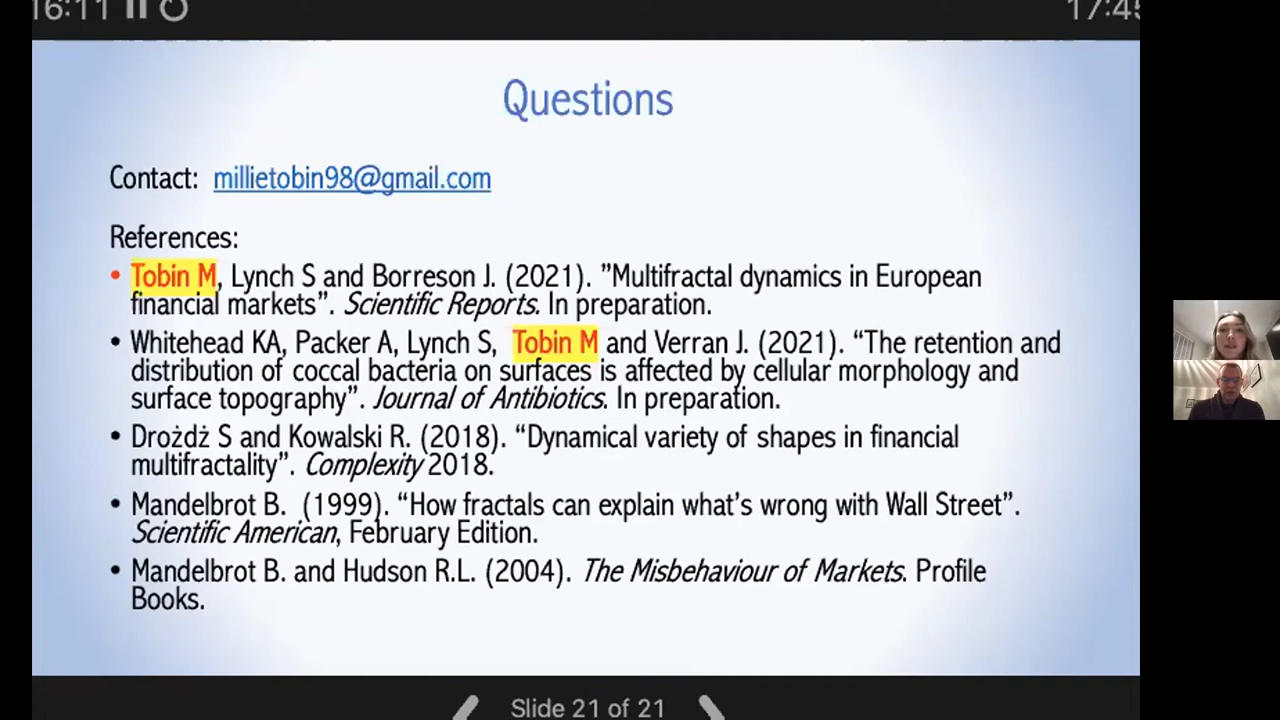 16:11
17:45
Questions
Contact: millietobin98@gmail.com
References:
• Tobin M, Lynch S and Borreson J. (2021). ”Multifractal dynamics in European
financial markets”. Scientific Reports. In preparation.
• Whitehead KA, Packer A, Lynch S, Tobin M and Verran J. (2021). “The retention and
distribution of coccal bacteria on surfaces is affected by cellular morphology and
surface topography”. Journal of Antibiotics. In preparation.
• Drożdż S and Kowalski R. (2018). “Dynamical variety of shapes in financial
multifractality”. Complexity 2018.
• Mandelbrot B. (1999). “How fractals can explain what’s wrong with Wall Street”.
Scientific American, February Edition.
• Mandelbrot B. and Hudson R.L. (2004). The Misbehaviour of Markets. Profile
Books.
Slide 21 of 21